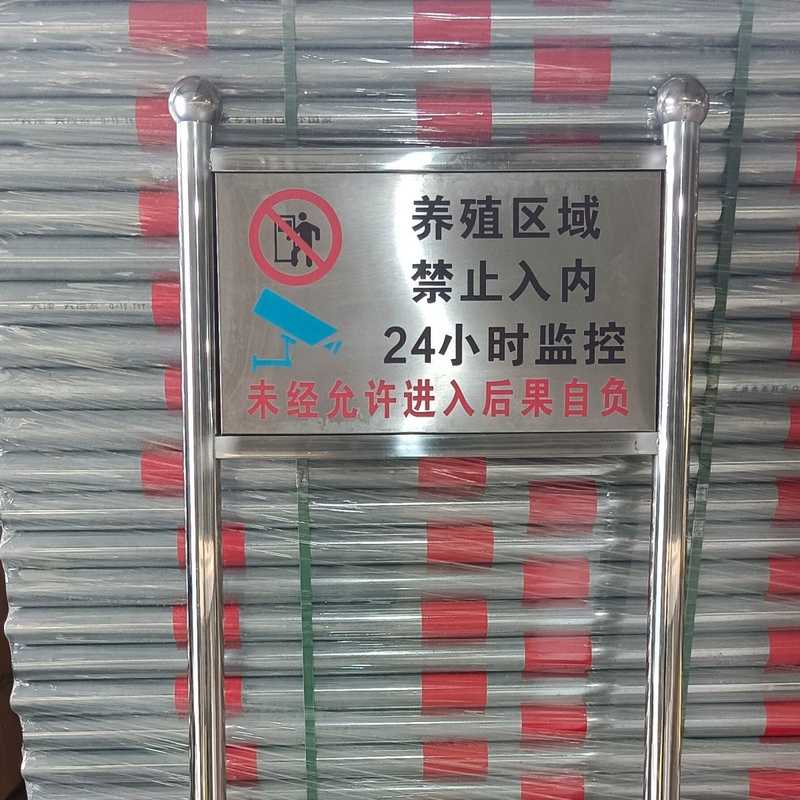 养殖区域
禁止入内
24小时监控
未经允许进入后果自负